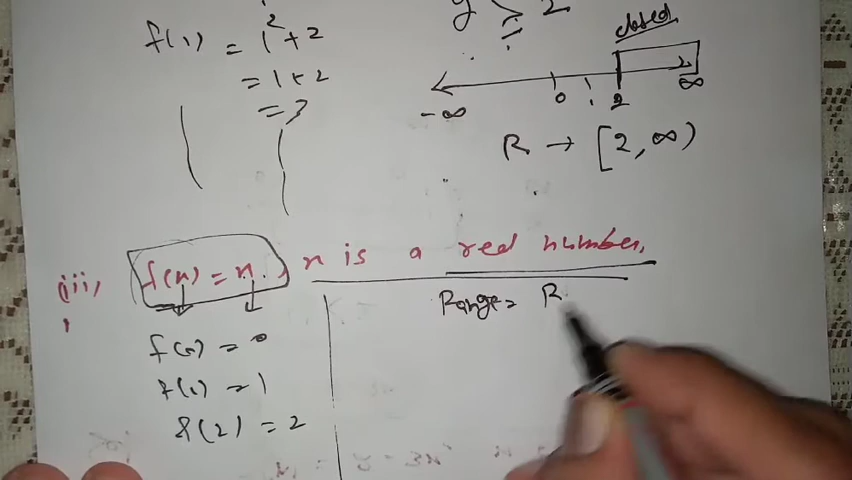 f(1) = 1² + 2
= 1 + 2
= 3
y ≥ 2
closed
-∞ 0 1 2 ∞
R → [2, ∞)
(iii, f(x) = x, x is a real number.
Range = R
f(0) = 0
f(1) = 1
f(2) = 2